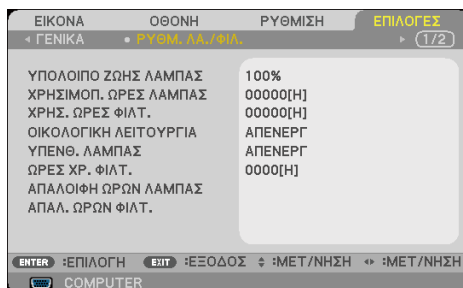 ΕΙΚΟΝΑ ΟΘΟΝΗ ΡΥΘΜΙΣΗ ΕΠΙΛΟΓΕΣ
◂ ΓΕΝΙΚΑ • ΡΥΘΜ. ΛΑ./ΦΙΛ. ▸ (1/2)
ΥΠΟΛΟΙΠΟ ΖΩΗΣ ΛΑΜΠΑΣ 100%
ΧΡΗΣΙΜΟΠ. ΩΡΕΣ ΛΑΜΠΑΣ 00000[H]
ΧΡΗΣ. ΩΡΕΣ ΦΙΛΤ. 00000[H]
ΟΙΚΟΛΟΓΙΚΗ ΛΕΙΤΟΥΡΓΙΑ ΑΠΕΝΕΡΓ
ΥΠΕΝΘ. ΛΑΜΠΑΣ ΑΠΕΝΕΡΓ
ΩΡΕΣ ΧΡ. ΦΙΛΤ. 0000[H]
ΑΠΑΛΟΙΦΗ ΩΡΩΝ ΛΑΜΠΑΣ
ΑΠΑΛ. ΩΡΩΝ ΦΙΛΤ.
ENTER :ΕΠΙΛΟΓΗ EXIT :ΕΞΟΔΟΣ :ΜΕΤ/ΝΗΣΗ :ΜΕΤ/ΝΗΣΗ
COMPUTER